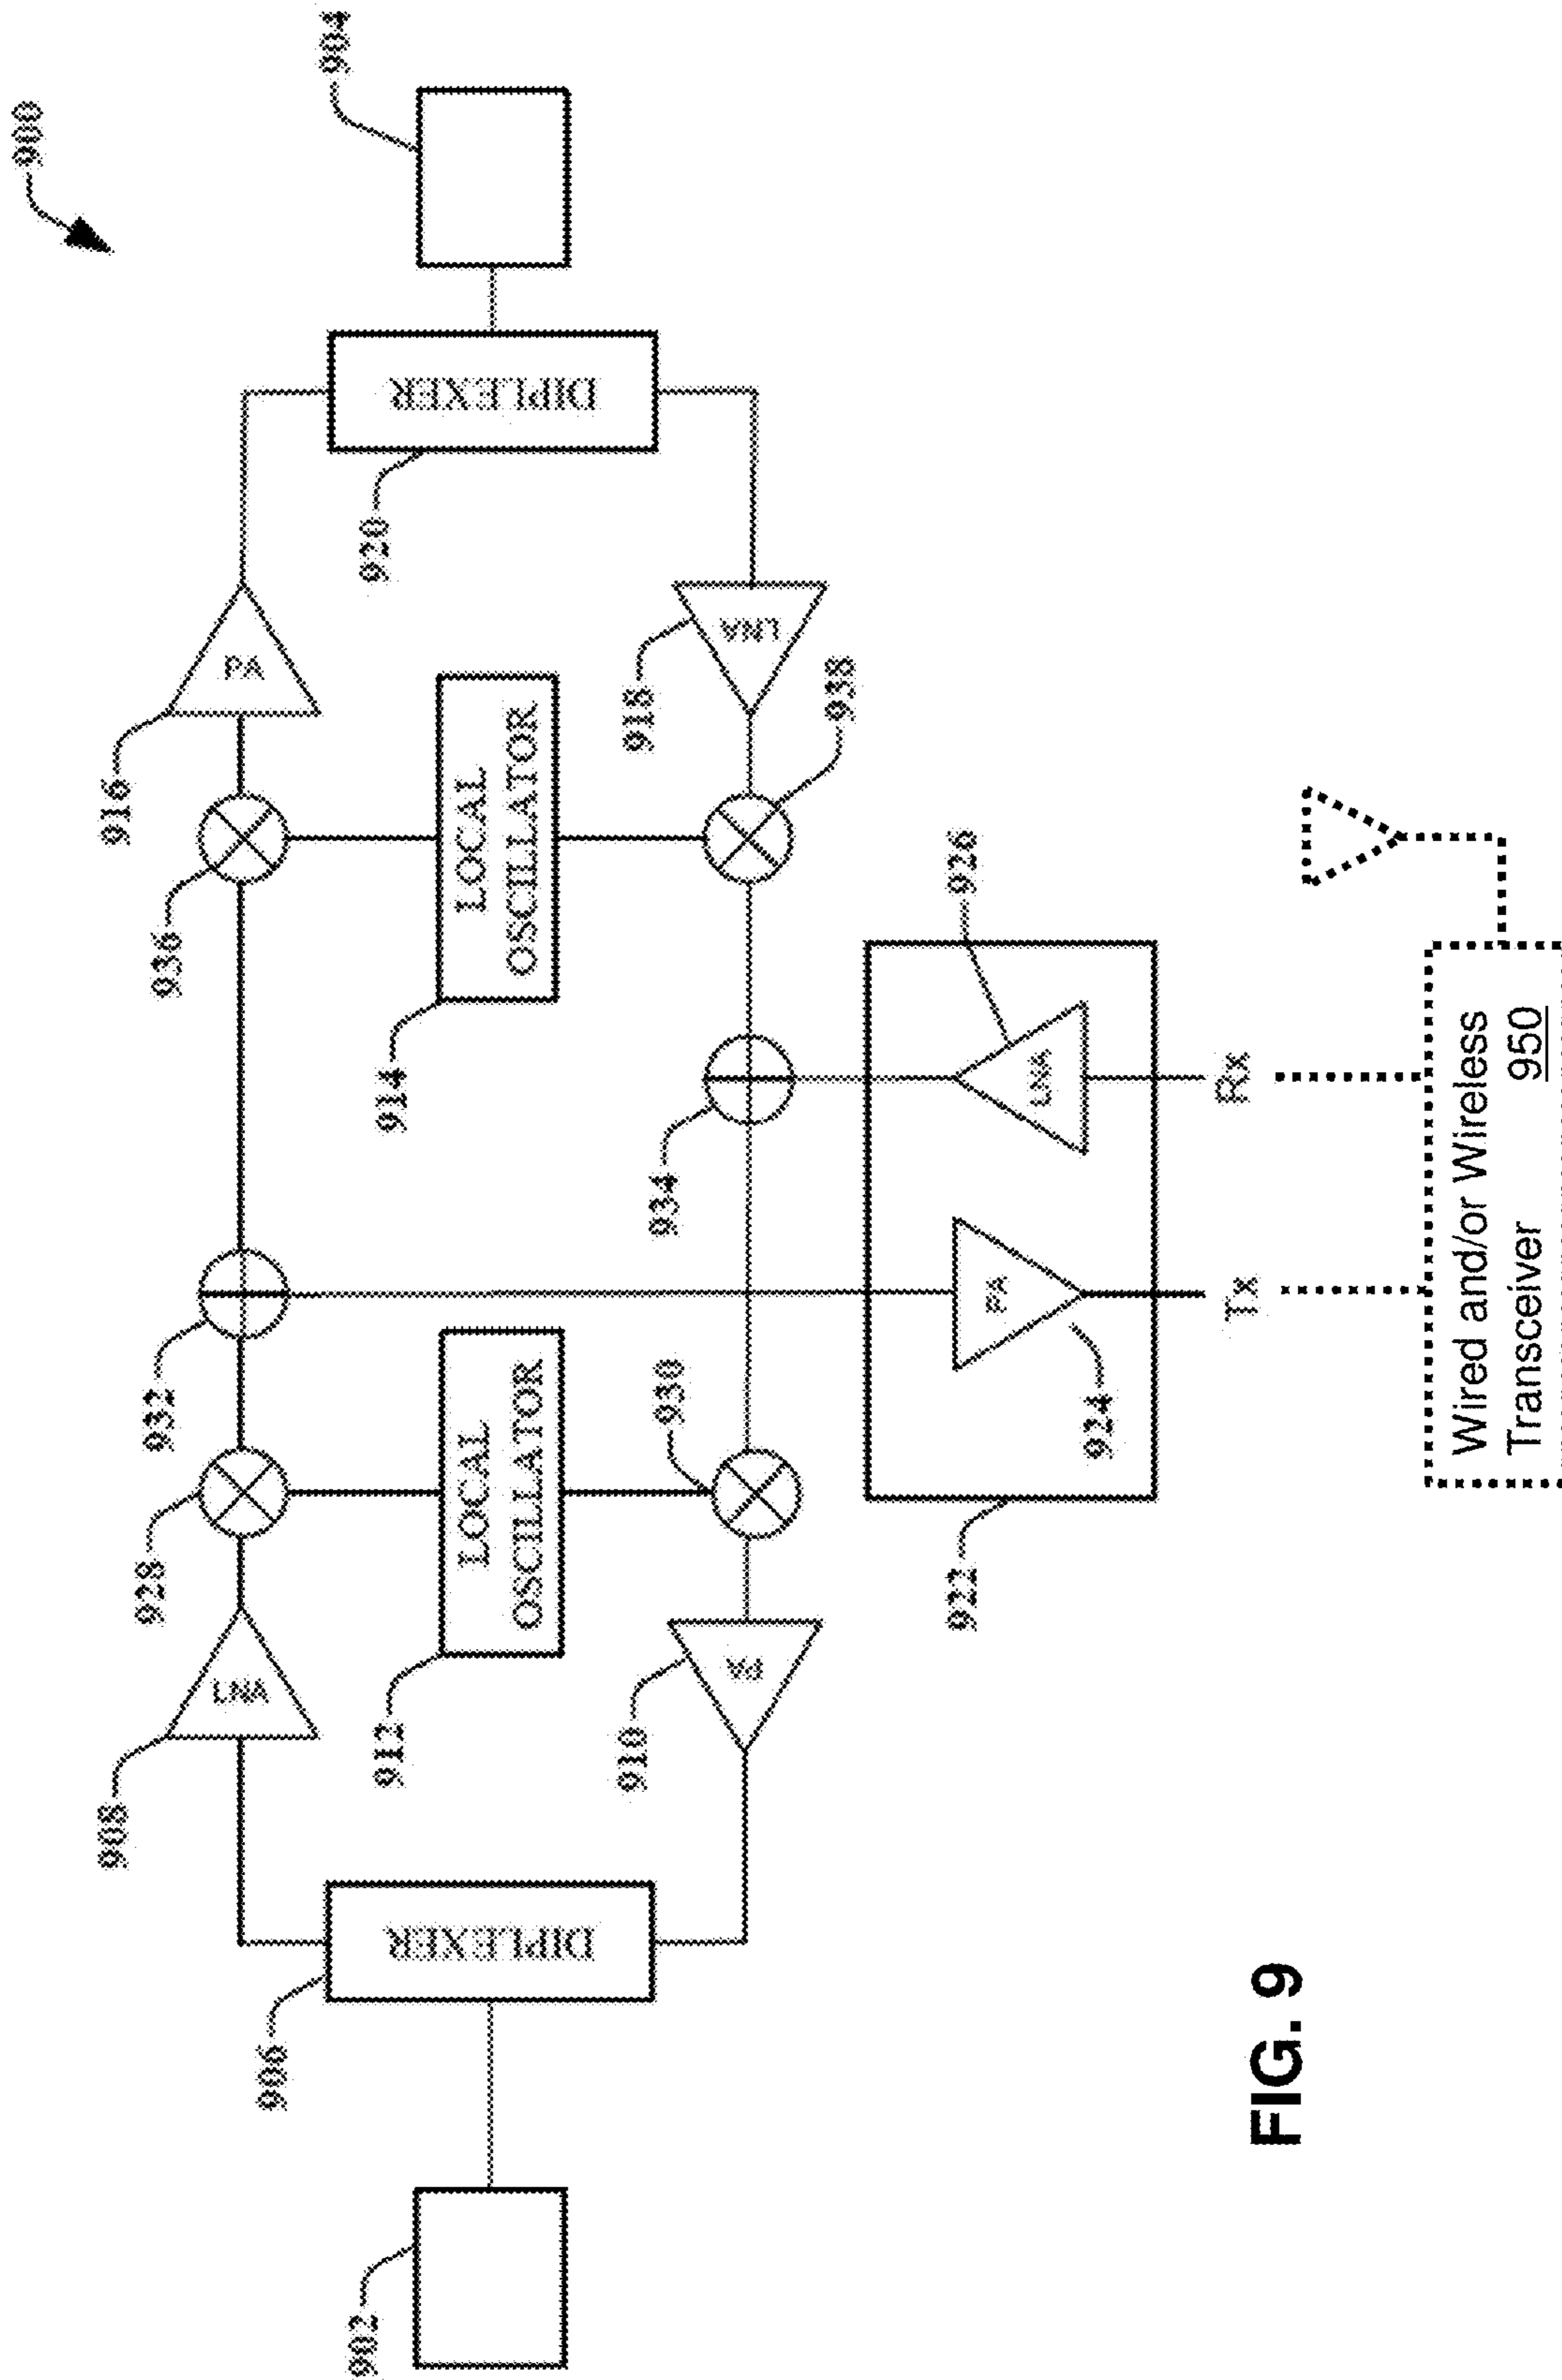 900
904
916
936
932
928
908
PA
LNA
DIPLEXER
920
906
902
LOCAL
OSCILLATOR
914
LOCAL
OSCILLATOR
912
LNA
918
938
934
930
PA
910
926
LNA
PA
924
922
Rx
Tx
Wired and/or Wireless
Transceiver 950
DIPLEXER
FIG. 9